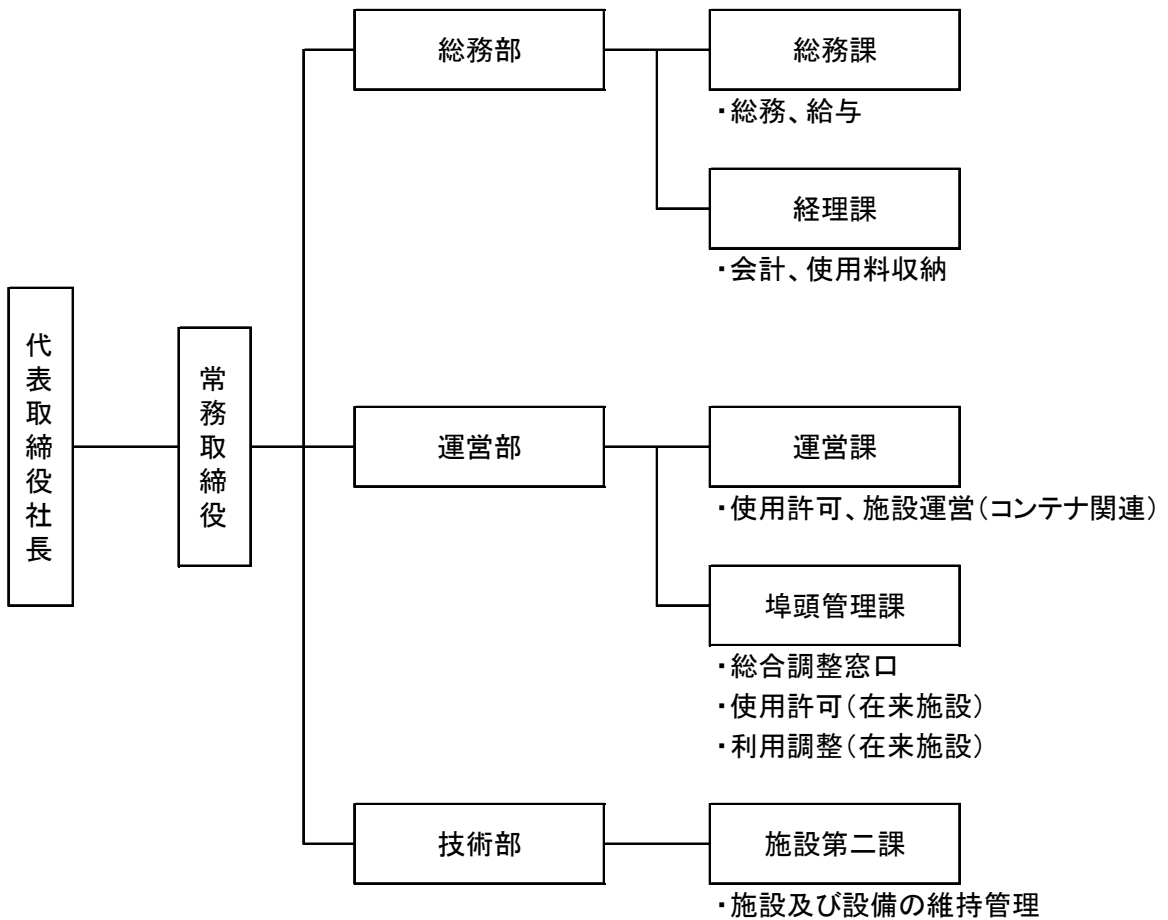 代表取締役社長
常務取締役
総務部
総務課
・総務、給与
経理課
・会計、使用料収納
運営部
運営課
・使用許可、施設運営(コンテナ関連)
埠頭管理課
・総合調整窓口
・使用許可(在来施設)
・利用調整(在来施設)
技術部
施設第二課
・施設及び設備の維持管理